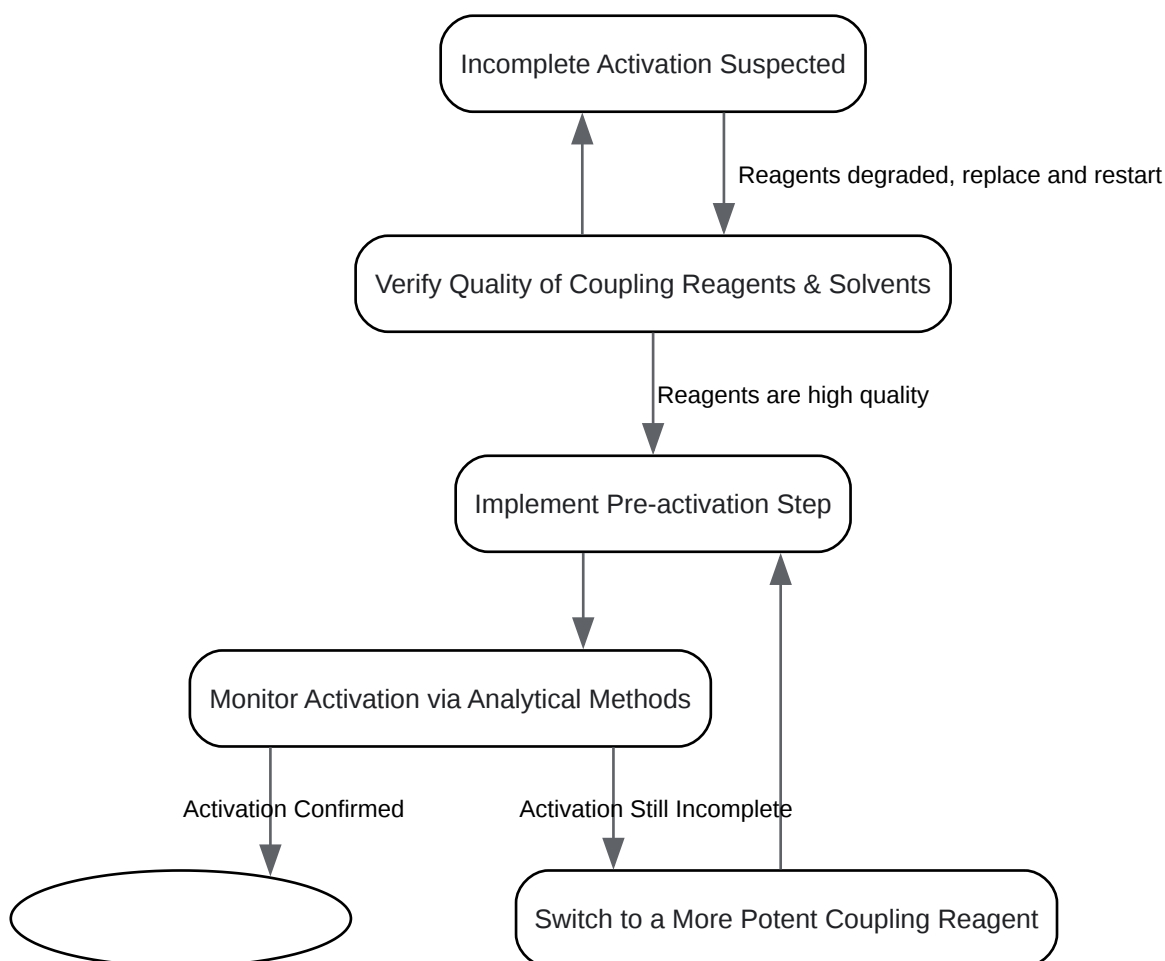 Incomplete Activation Suspected
Reagents degraded, replace and restart
Verify Quality of Coupling Reagents & Solvents
Reagents are high quality
Implement Pre-activation Step
Monitor Activation via Analytical Methods
Activation Confirmed
Activation Still Incomplete
Switch to a More Potent Coupling Reagent